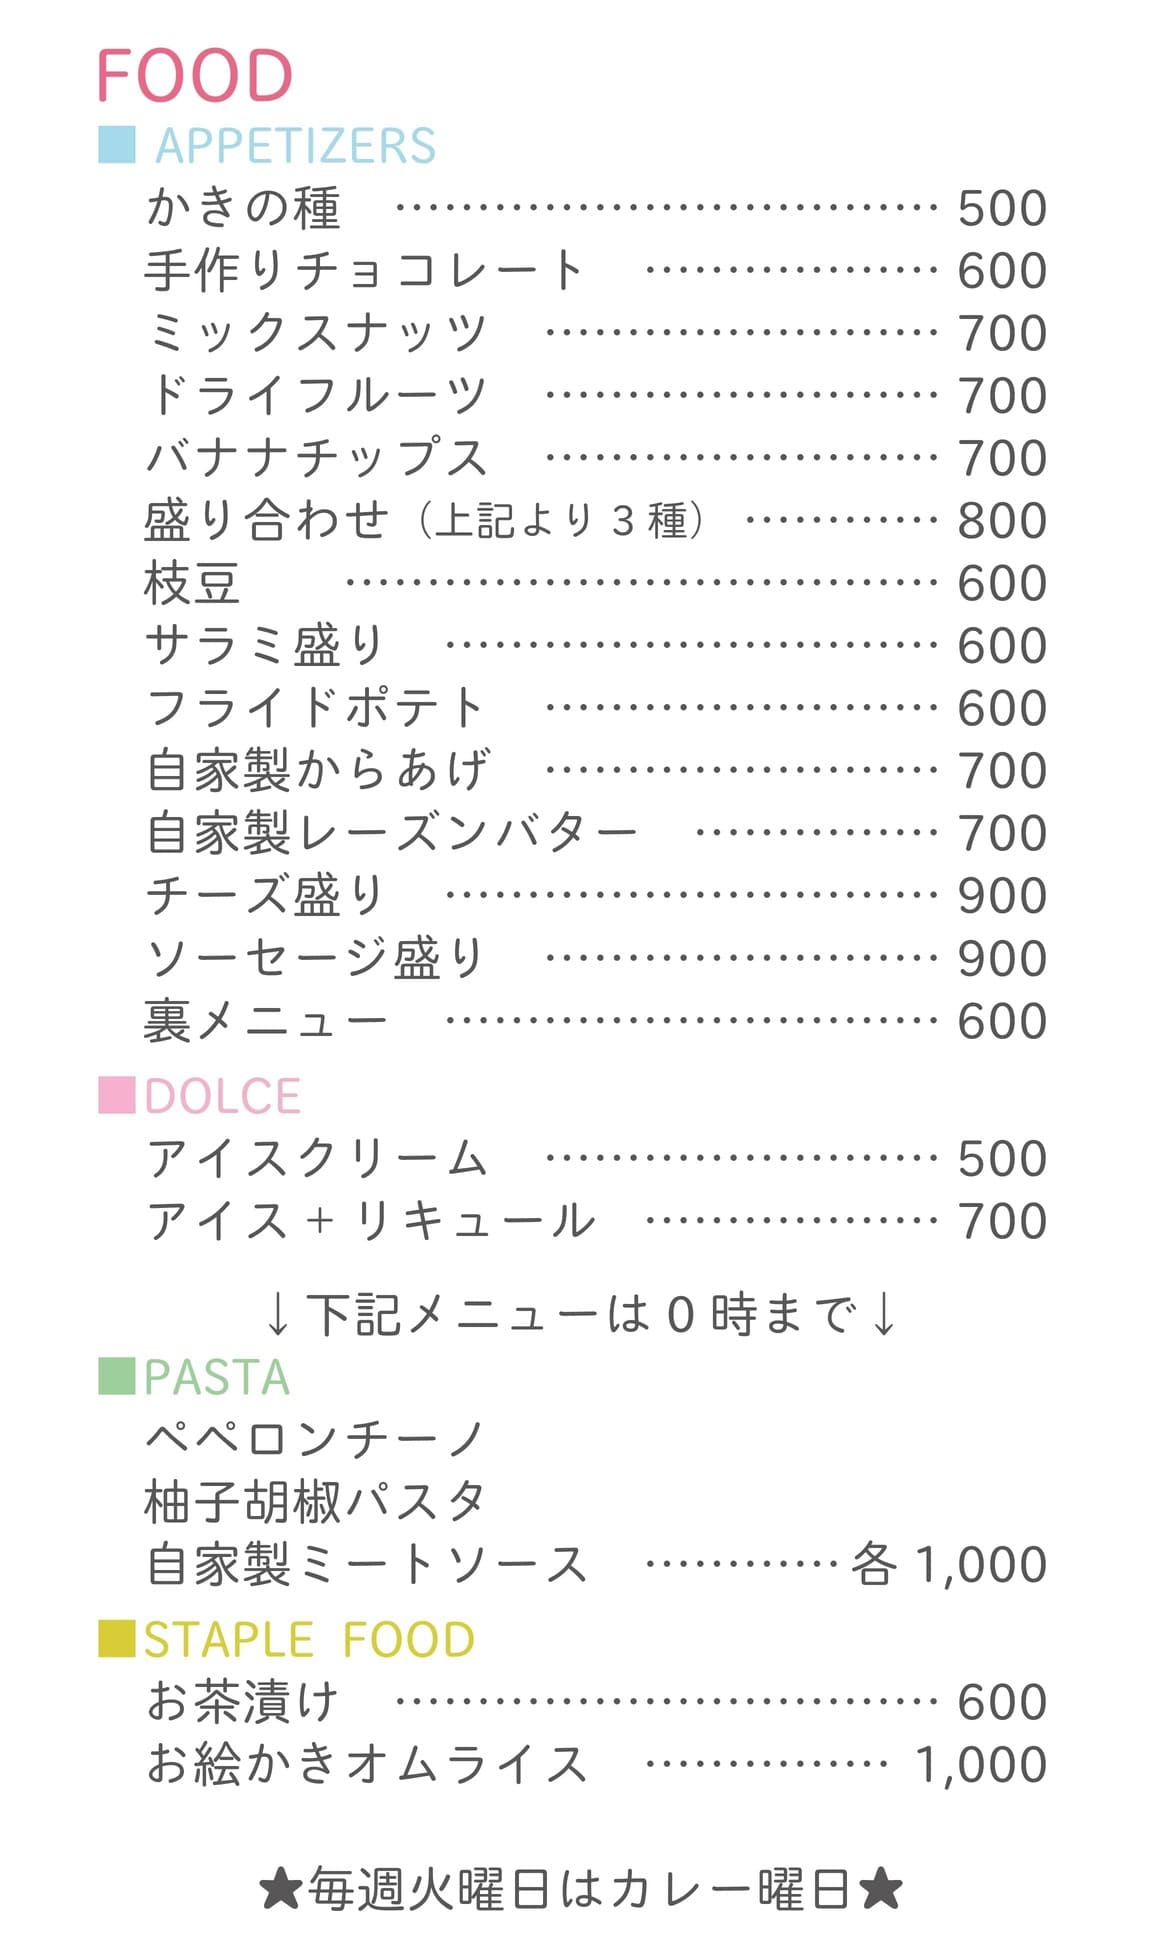 FOOD
■ APPETIZERS
かきの種 ……………………………… 500
手作りチョコレート ……………… 600
ミックスナッツ …………………… 700
ドライフルーツ …………………… 700
バナナチップス …………………… 700
盛り合わせ（上記より3種） ………… 800
枝豆 ………………………………… 600
サラミ盛り ………………………… 600
フライドポテト …………………… 600
自家製からあげ …………………… 700
自家製レーズンバター …………… 700
チーズ盛り ………………………… 900
ソーセージ盛り …………………… 900
裏メニュー ………………………… 600
■DOLCE
アイスクリーム …………………… 500
アイス + リキュール ……………… 700
↓下記メニューは0時まで↓
■PASTA
ペペロンチーノ
柚子胡椒パスタ
自家製ミートソース ………… 各 1,000
■STAPLE FOOD
お茶漬け ……………………………… 600
お絵かきオムライス …………… 1,000
★毎週火曜日はカレー曜日★